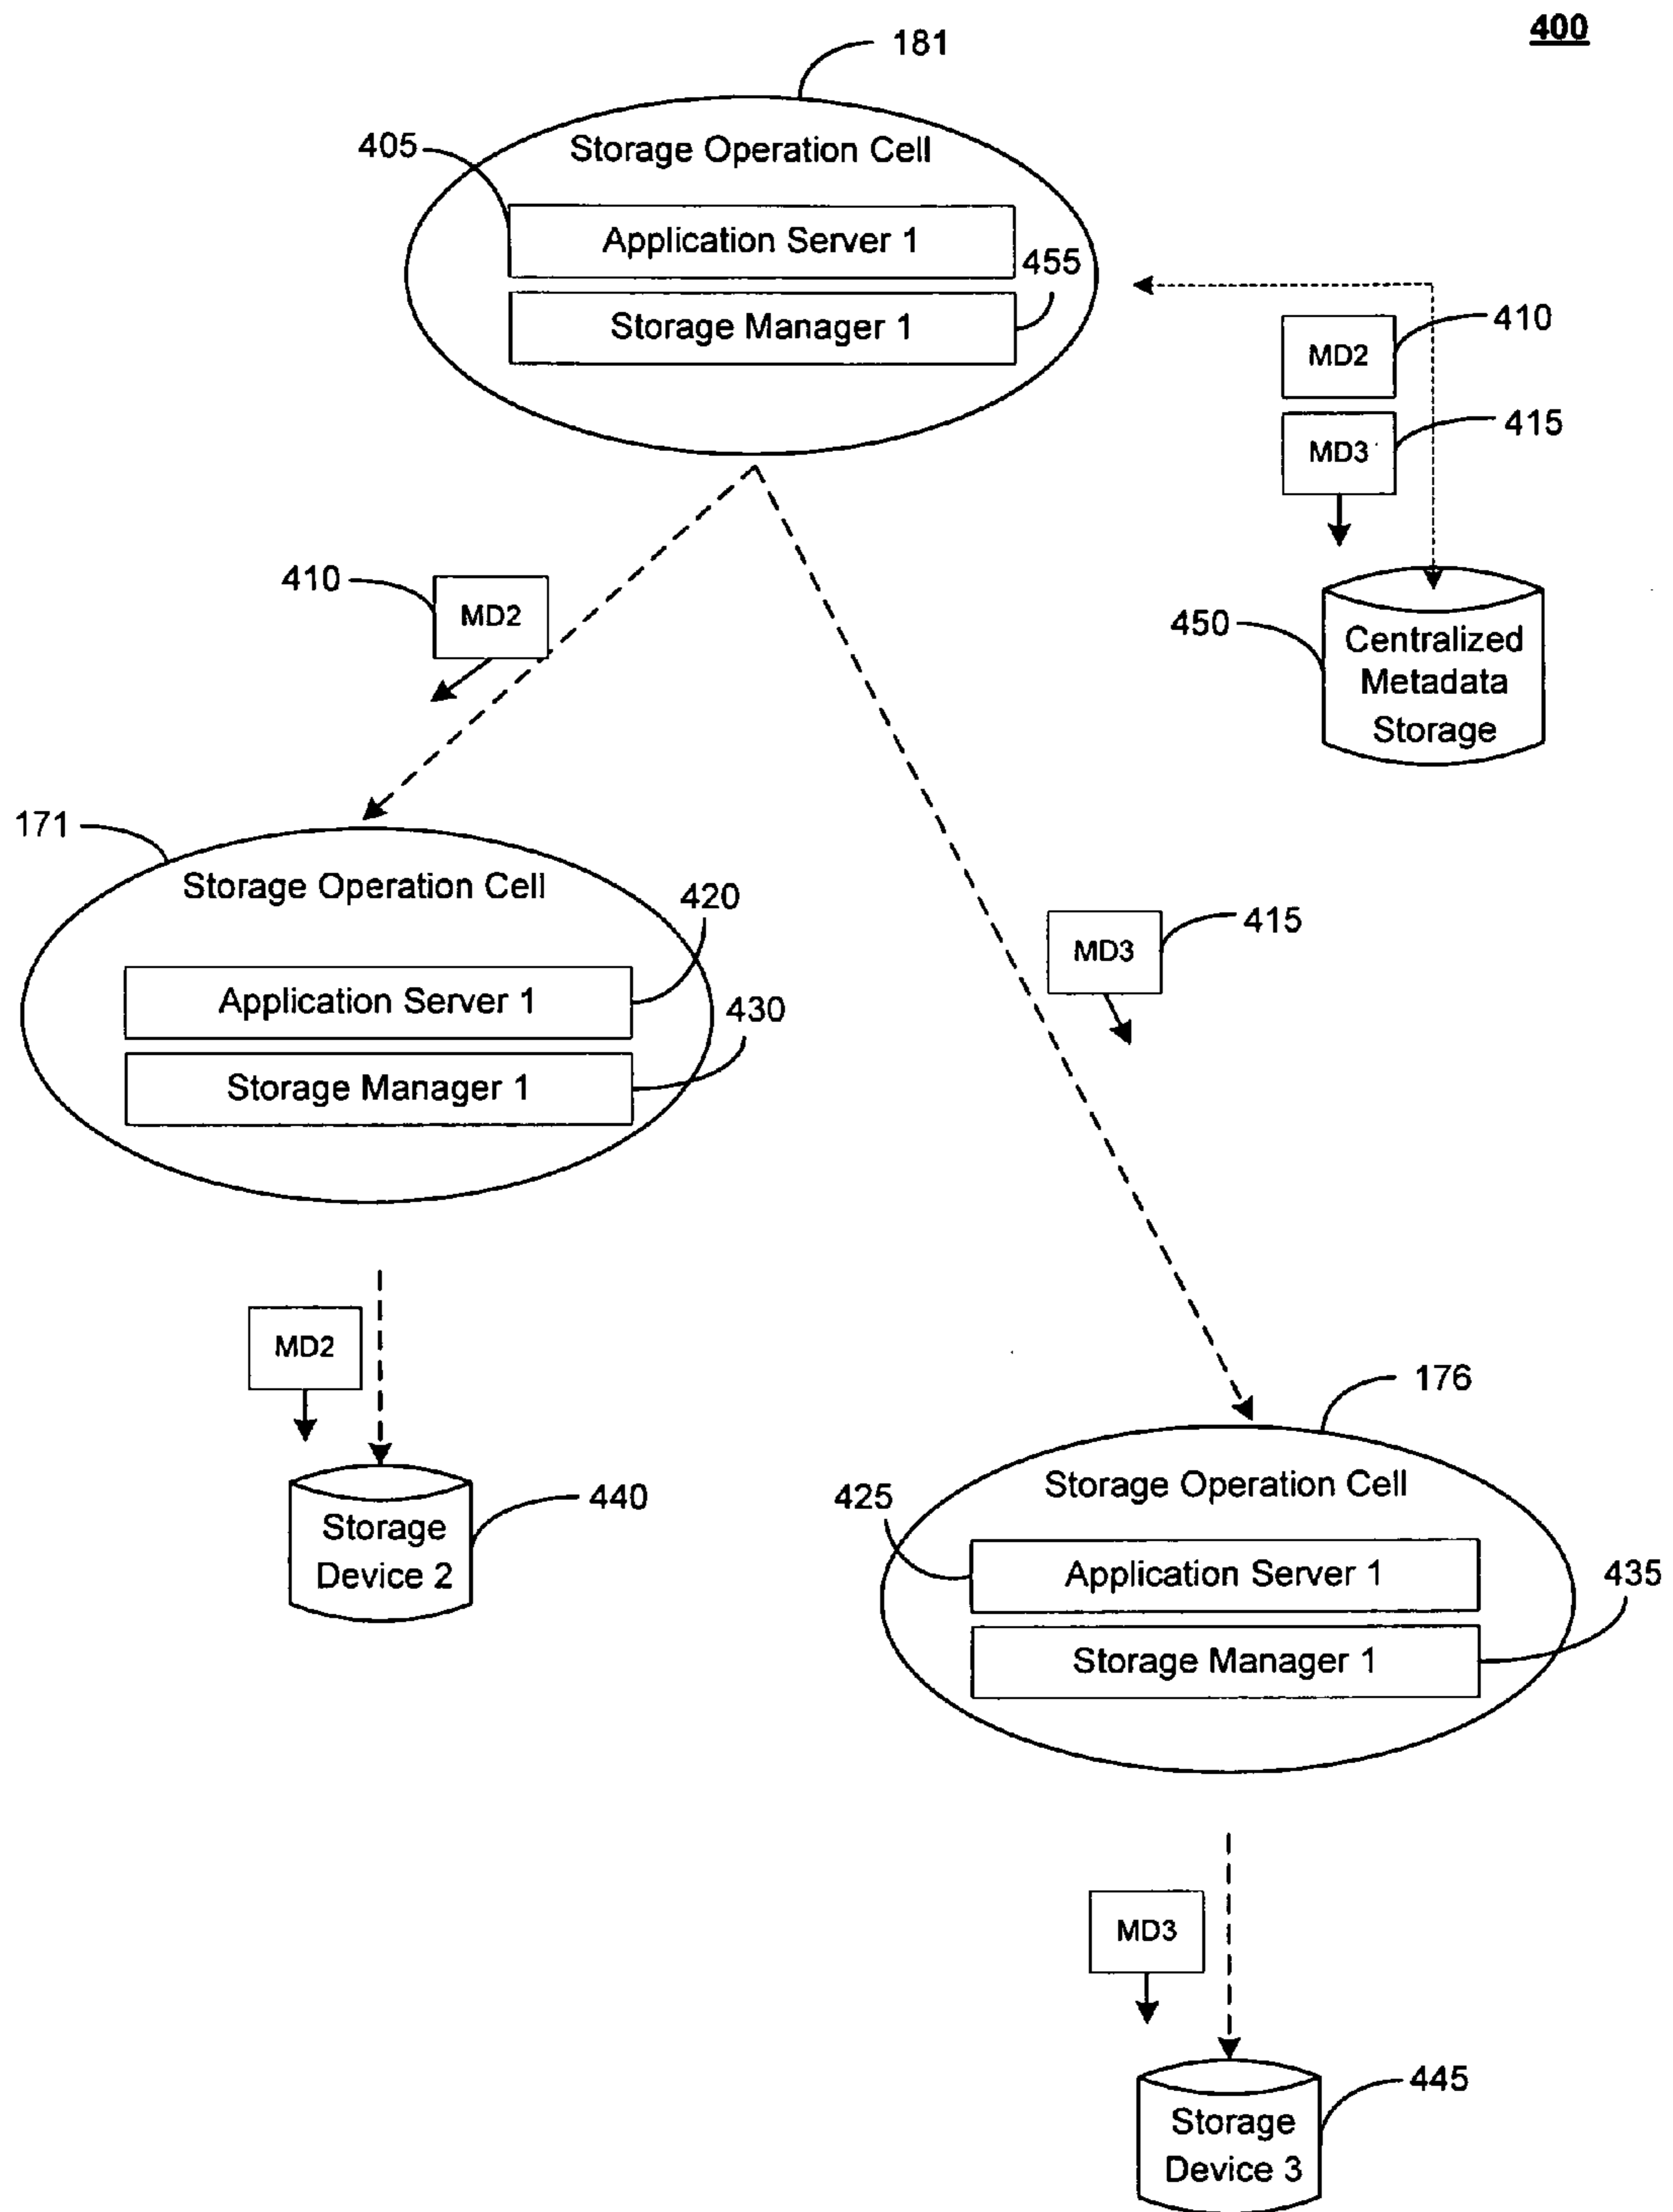 400
181
405
Storage Operation Cell
Application Server 1
455
Storage Manager 1
410
MD2
415
MD3
410
MD2
450
Centralized
Metadata
Storage
171
Storage Operation Cell
420
415
MD3
Application Server 1
430
Storage Manager 1
MD2
176
440
Storage
Device 2
Storage Operation Cell
425
Application Server 1
435
Storage Manager 1
MD3
445
Storage
Device 3